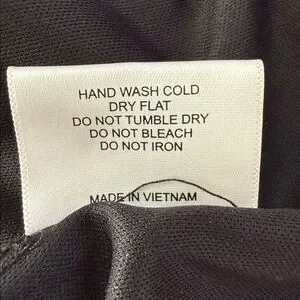 HAND WASH COLD
DRY FLAT
DO NOT TUMBLE DRY
DO NOT BLEACH
DO NOT IRON
MADE IN VIETNAM